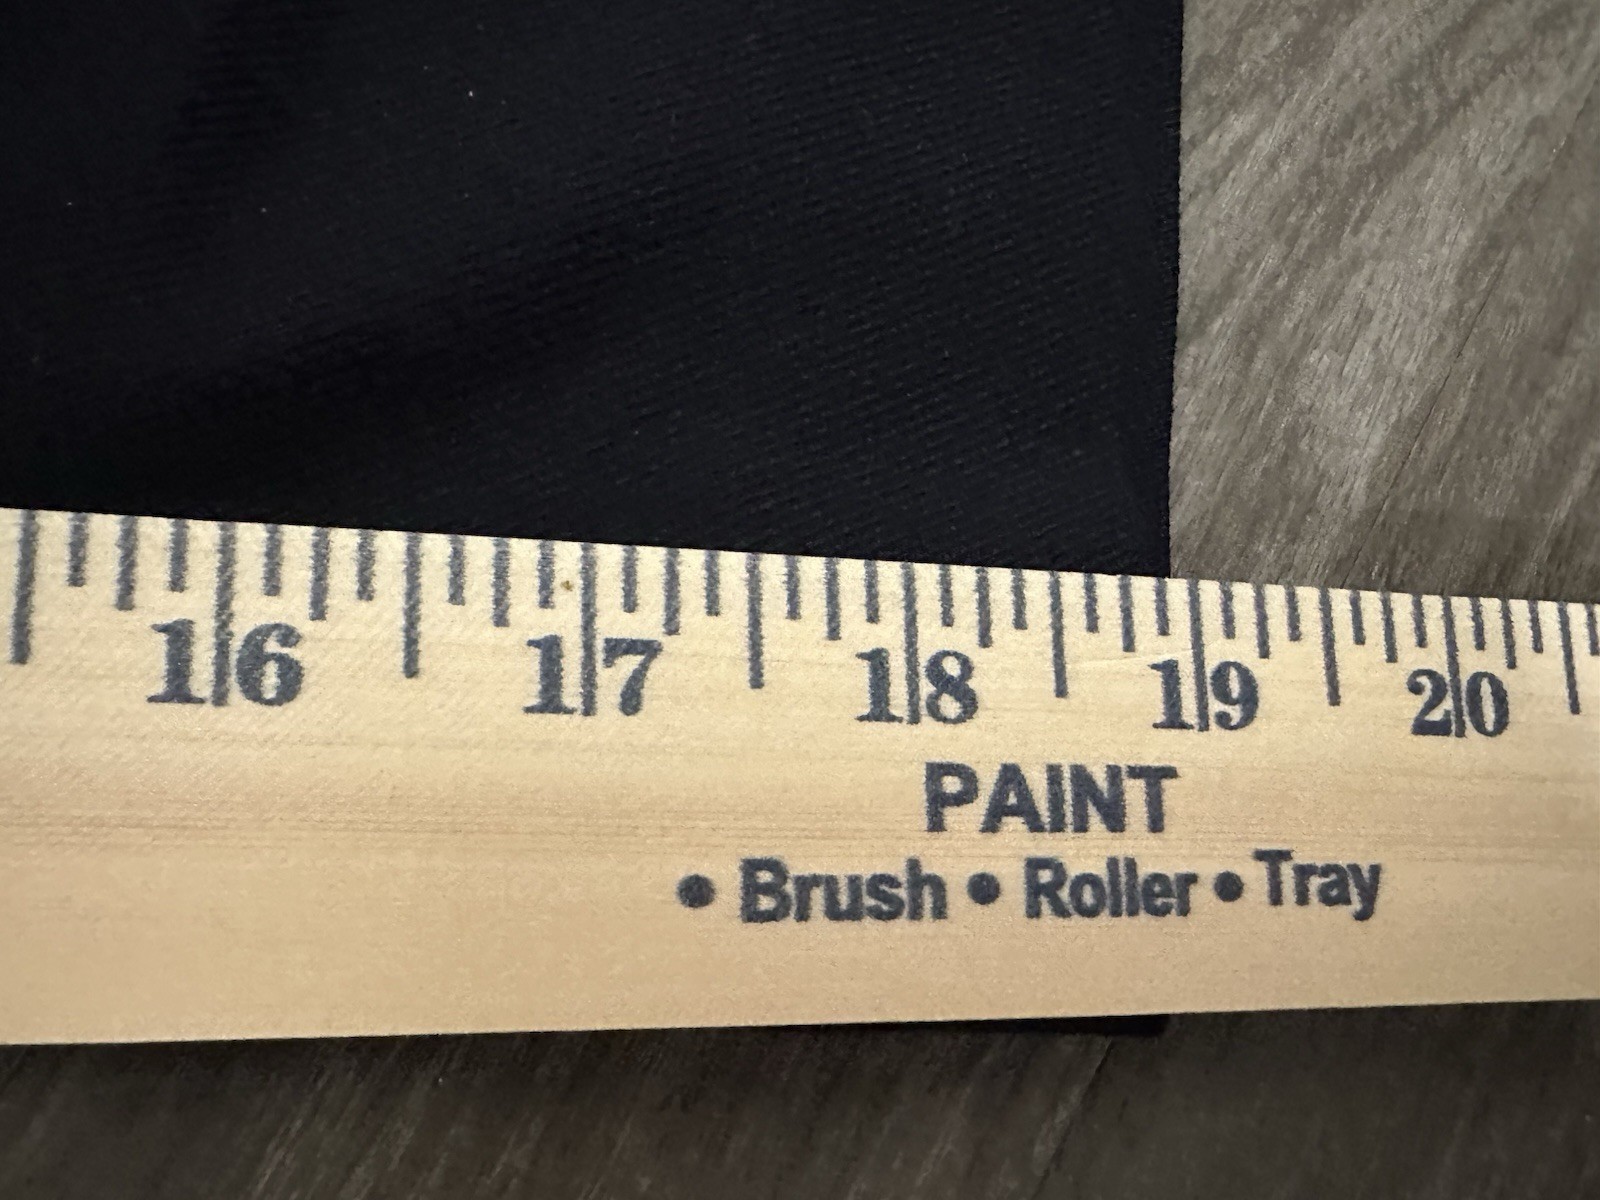 16 17 18 19 20
PAINT
• Brush • Roller • Tray